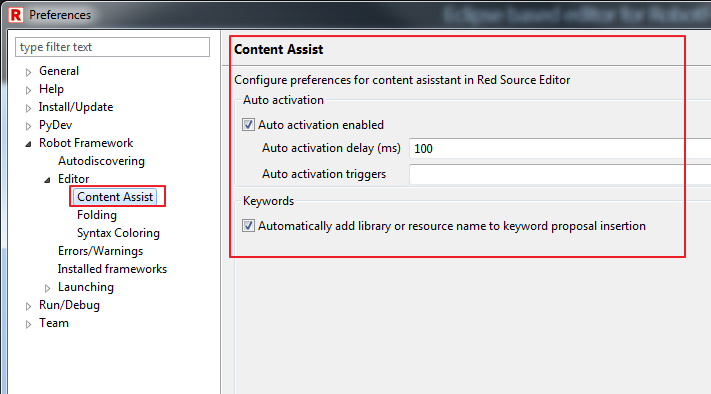 R Preferences
Eclipse based editor for Robot
type filter text
General
Help
Install/Update
PyDev
Robot Framework
Autodiscovering
Editor
Content Assist
Folding
Syntax Coloring
Errors/Warnings
Installed frameworks
Launching
Run/Debug
Team
Content Assist
Configure preferences for content asisstant in Red Source Editor
Auto activation
Auto activation enabled
Auto activation delay (ms) 100
Auto activation triggers
Keywords
Automatically add library or resource name to keyword proposal insertion